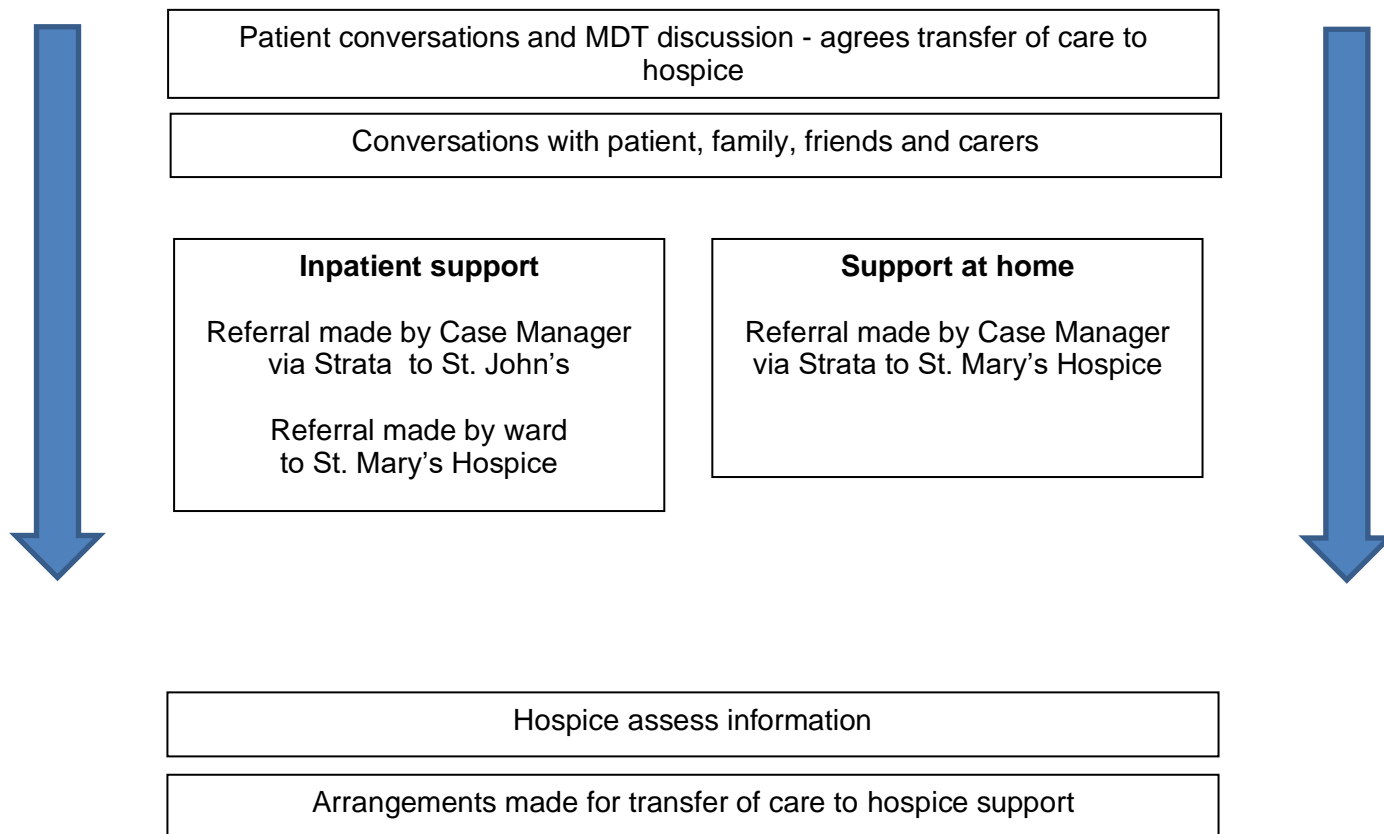 Patient conversations and MDT discussion - agrees transfer of care to
hospice
Conversations with patient, family, friends and carers
Inpatient support
Referral made by Case Manager
via Strata to St. John’s
Referral made by ward
to St. Mary’s Hospice
Support at home
Referral made by Case Manager
via Strata to St. Mary’s Hospice
Hospice assess information
Arrangements made for transfer of care to hospice support